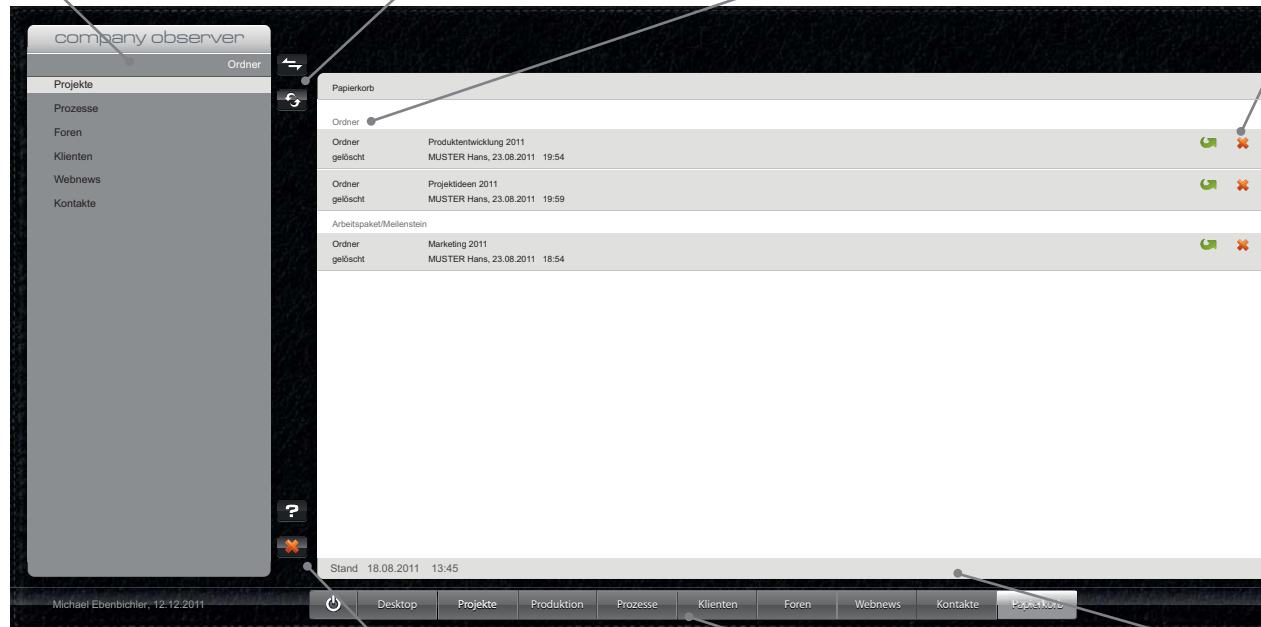 company observer
Ordner
Projekte
Prozesse
Foren
Klienten
Webnews
Kontakte
Papierkorb
Ordner
Ordner Produktentwicklung 2011
gelöscht MUSTER Hans, 23.08.2011 19:54
Ordner Projektideen 2011
gelöscht MUSTER Hans, 23.08.2011 19:59
Arbeitspaket/Meilenstein
Ordner Marketing 2011
gelöscht MUSTER Hans, 23.08.2011 18:54
?
Stand 18.08.2011 13:45
Michael Ebenbichler, 12.12.2011
Desktop Projekte Produktion Prozesse Klienten Foren Webnews Kontakte Papierkorb